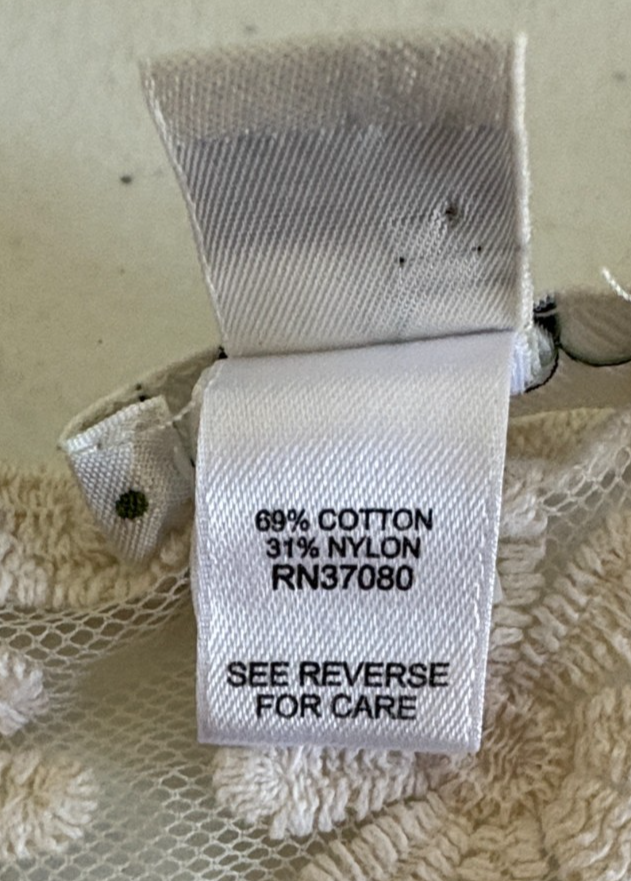 69% COTTON
31% NYLON
RN37080
SEE REVERSE
FOR CARE